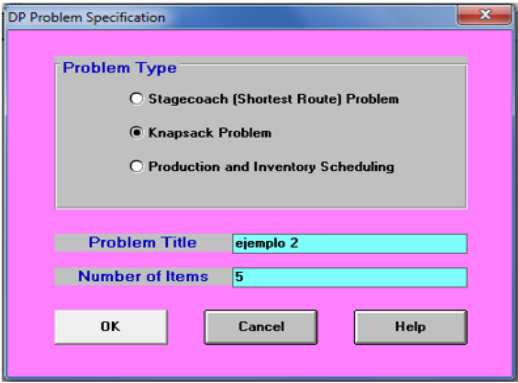 DP Problem Specification
Problem Type
Stagecoach (Shortest Route) Problem
Knapsack Problem
Production and Inventory Scheduling
Problem Title ejemplo 2
Number of Items 5
OK Cancel Help